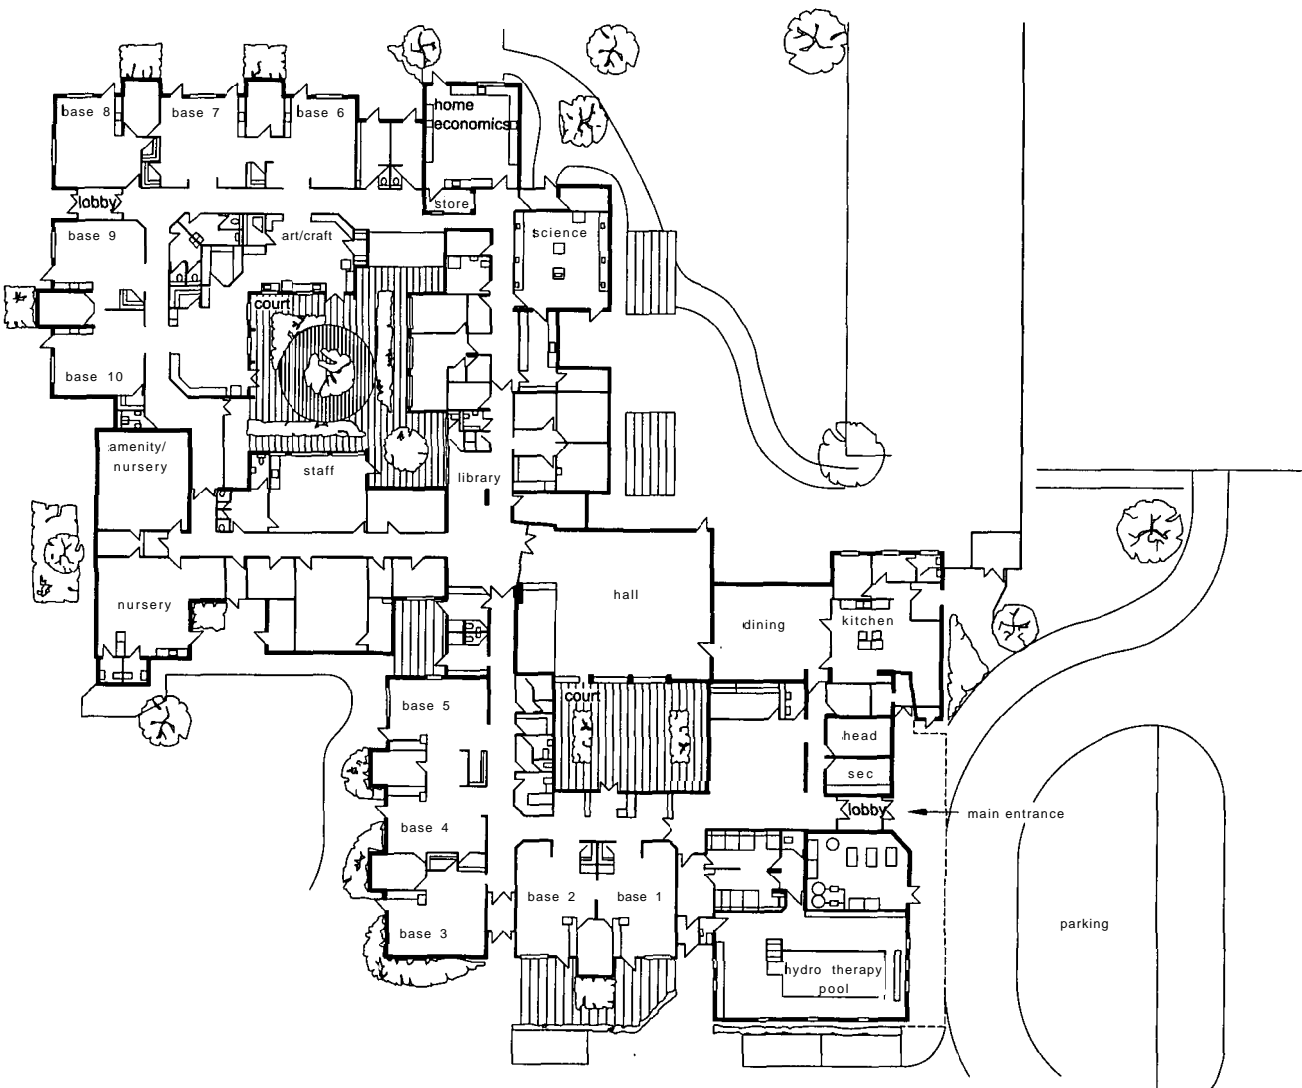 home
economics
base 8
base 7
base 6
store
lobby
science
base 9
art/craft
court
base 10
amenity/
nursery
staff
library
hall
nursery
dining
kitchen
court
base 5
head
sec
lobby
main entrance
base 4
base 2
base 1
parking
base 3
hydro therapy
pool